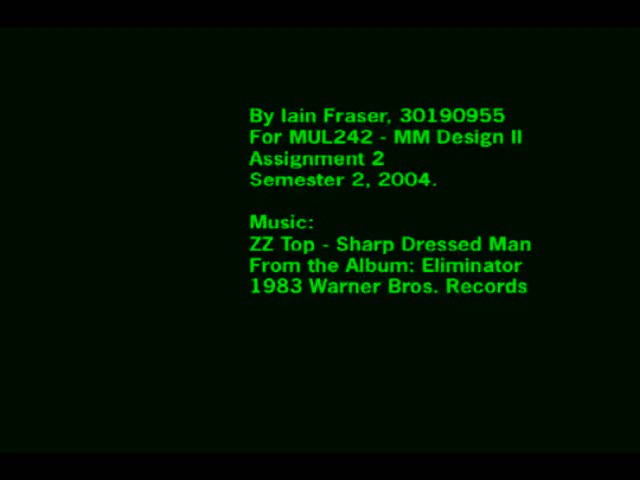 By Iain Fraser, 30190955
For MUL242 - MM Design II
Assignment 2
Semester 2, 2004.
Music:
ZZ Top - Sharp Dressed Man
From the Album: Eliminator
1983 Warner Bros. Records